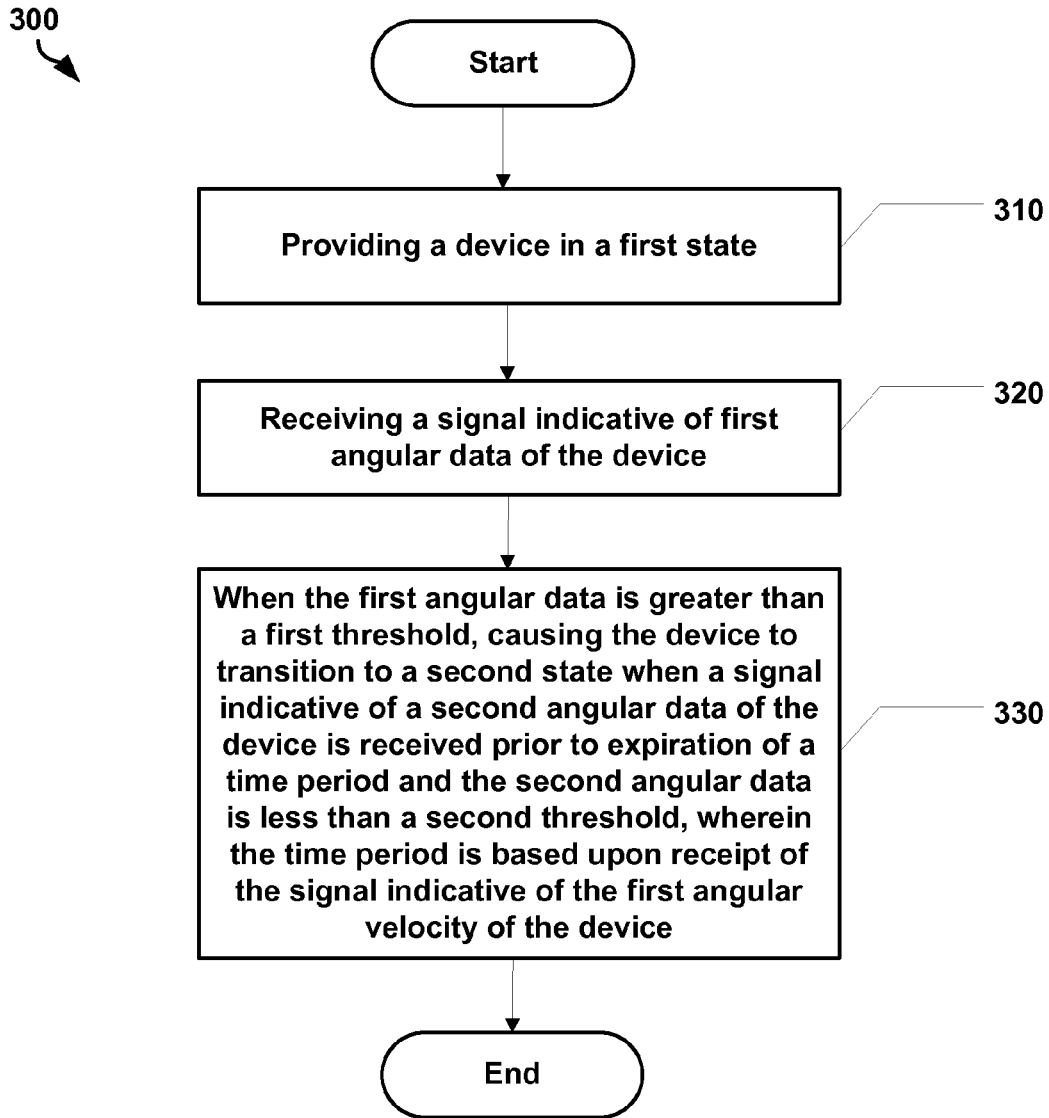 300
Start
Providing a device in a first state
310
Receiving a signal indicative of first
angular data of the device
320
When the first angular data is greater than
a first threshold, causing the device to
transition to a second state when a signal
indicative of a second angular data of the
device is received prior to expiration of a
time period and the second angular data
is less than a second threshold, wherein
the time period is based upon receipt of
the signal indicative of the first angular
velocity of the device
330
End